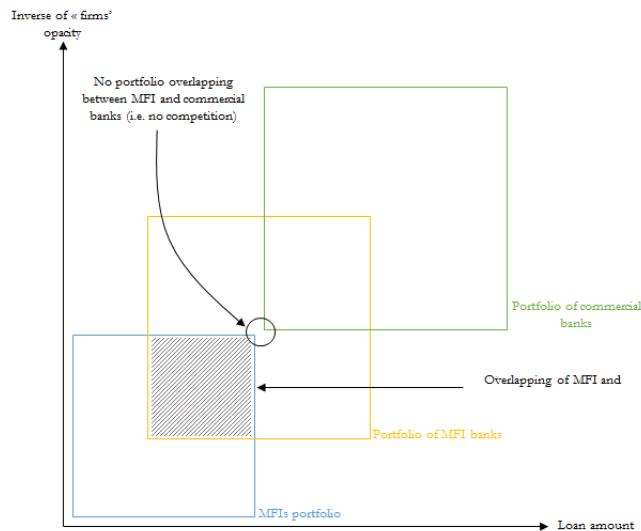 Inverse of « firms'
opacity
No portfolio overlapping
between MFI and commercial
banks (i.e. no competition)
Portfolio of commercial
banks
Overlapping of MFI and
Portfolio of MFI banks
MFIs portfolio
Loan amount